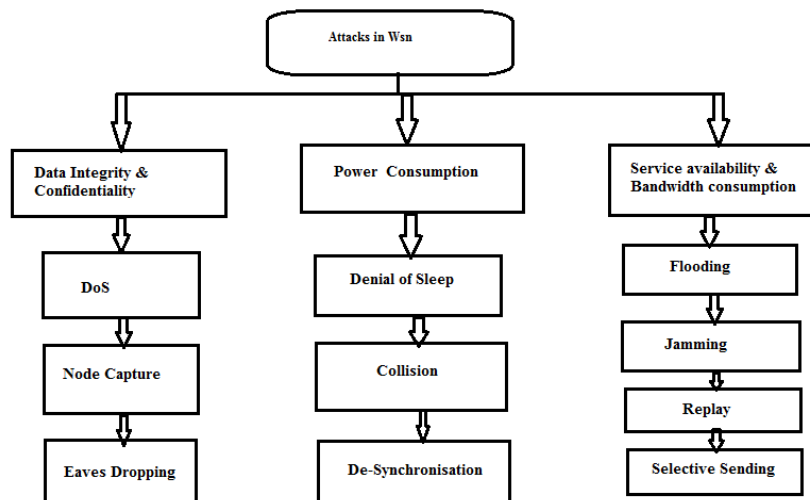 Attacks in Wsn
Data Integrity &
Confidentiality
DoS
Node Capture
Eaves Dropping
Power Consumption
Denial of Sleep
Collision
De-Synchronisation
Service availability &
Bandwidth consumption
Flooding
Jamming
Replay
Selective Sending